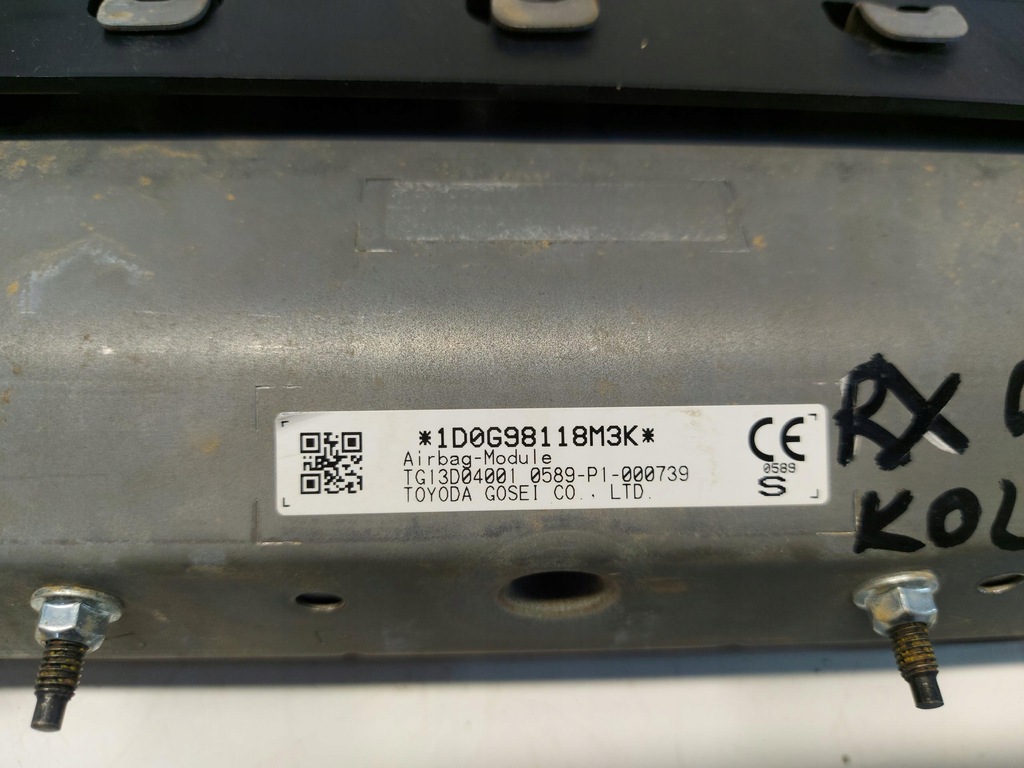 *1D0G98118M3K*
Airbag-Module
TG13D04001 0589-P1-000739
TOYODA GOSEI CO., LTD.
CE
0589
S
RX
KOL